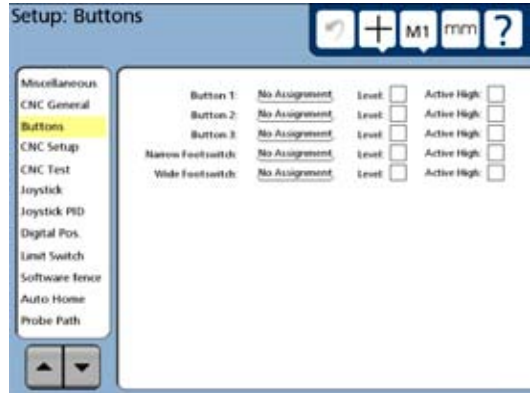 Setup: Buttons
M1 mm ?
Miscellaneous
CNC General
Buttons
CNC Setup
CNC Test
Joystick
Joystick PID
Digital Pos.
Limit Switch
Software fence
Auto Home
Probe Path
Button 1: No Assignment Level: Active High:
Button 2: No Assignment Level: Active High:
Button 3: No Assignment Level: Active High:
Narrow Footswitch: No Assignment Level: Active High:
Wide Footswitch: No Assignment Level: Active High: